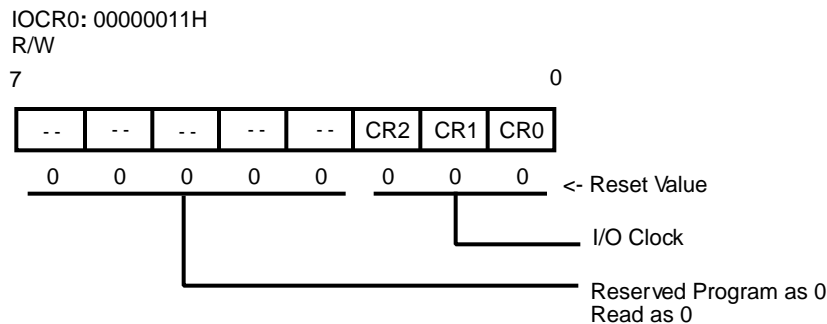 IOCR0: 00000011H
R/W
7 0
- - - - - - - - - - CR2 CR1 CR0
0 0 0 0 0 0 0 0 <- Reset Value
I/O Clock
Reserved Program as 0
Read as 0